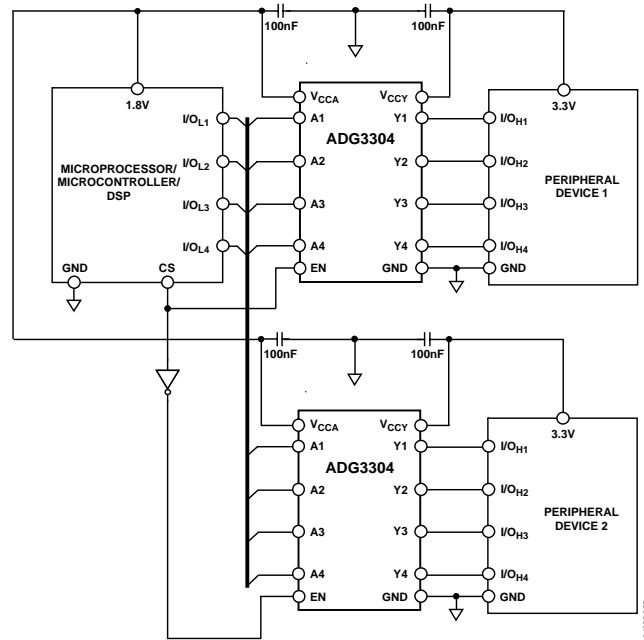 100nF
100nF
1.8V
MICROPROCESSOR/
MICROCONTROLLER/
DSP
I/OL1
I/OL2
I/OL3
I/OL4
GND
CS
VCCA
VCCY
A1
Y1
ADG3304
A2
Y2
A3
Y3
A4
Y4
EN
GND
3.3V
I/OH1
I/OH2
I/OH3
I/OH4
GND
PERIPHERAL
DEVICE 1
100nF
100nF
VCCA
VCCY
A1
Y1
ADG3304
A2
Y2
A3
Y3
A4
Y4
EN
GND
3.3V
I/OH1
I/OH2
I/OH3
I/OH4
GND
PERIPHERAL
DEVICE 2